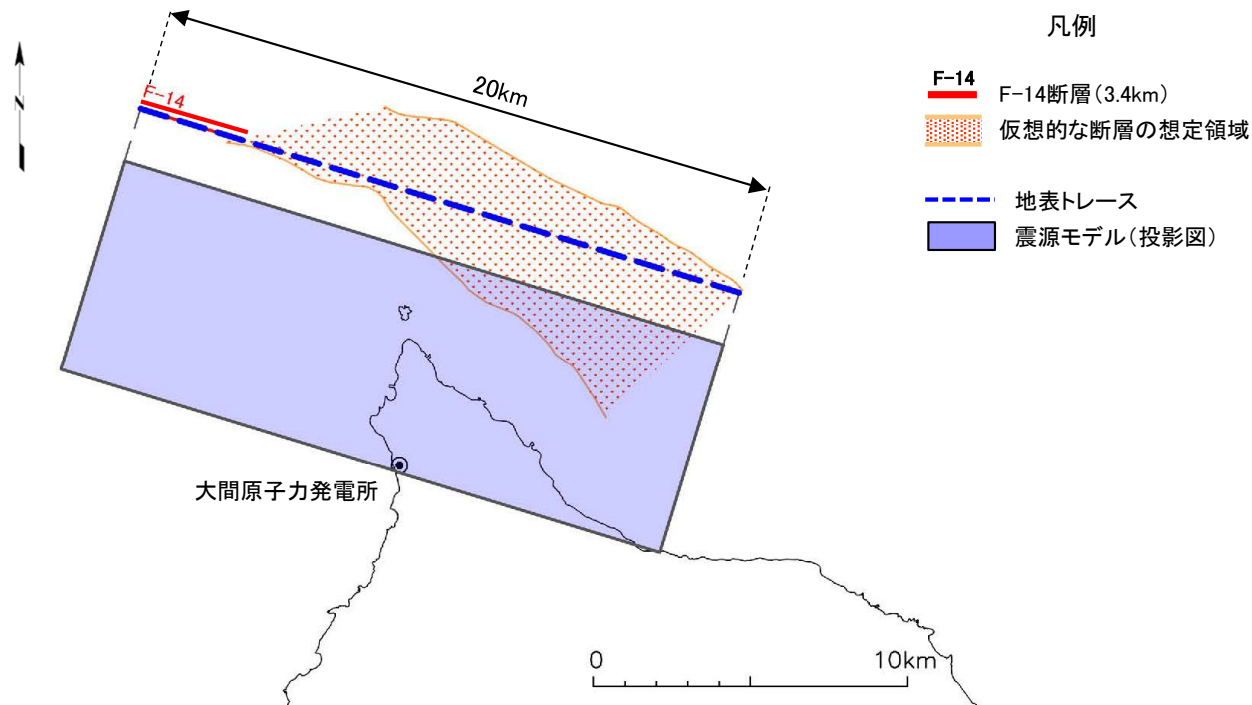 凡例
N
20km
F-14
F-14
F-14断層(3.4km)
仮想的な断層の想定領域
地表トレース
震源モデル(投影図)
大間原子力発電所
0 10km